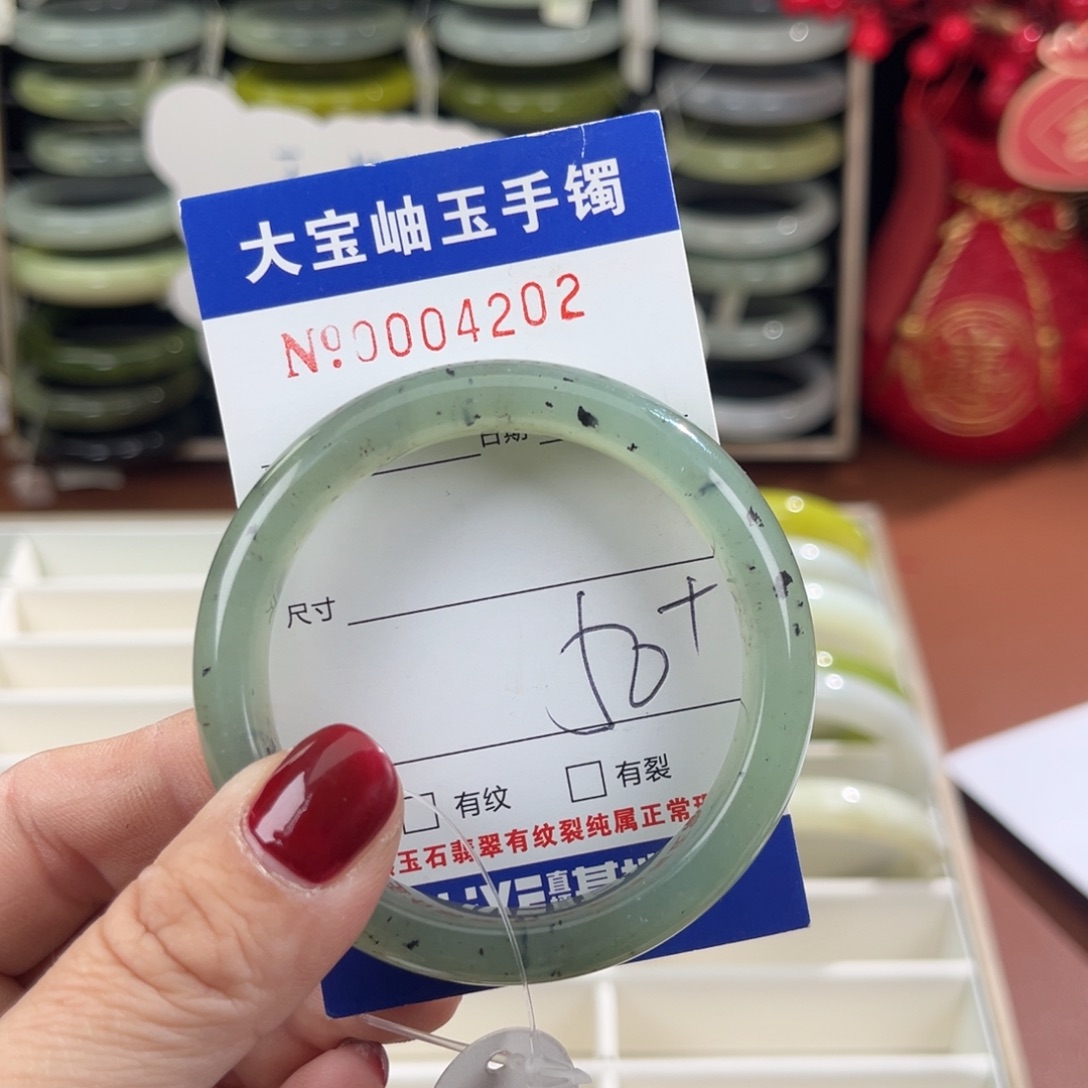 大宝岫玉手镯
№0004202
日期
尺寸
50+
有纹 有裂
玉石翡翠有纹裂纯属正常